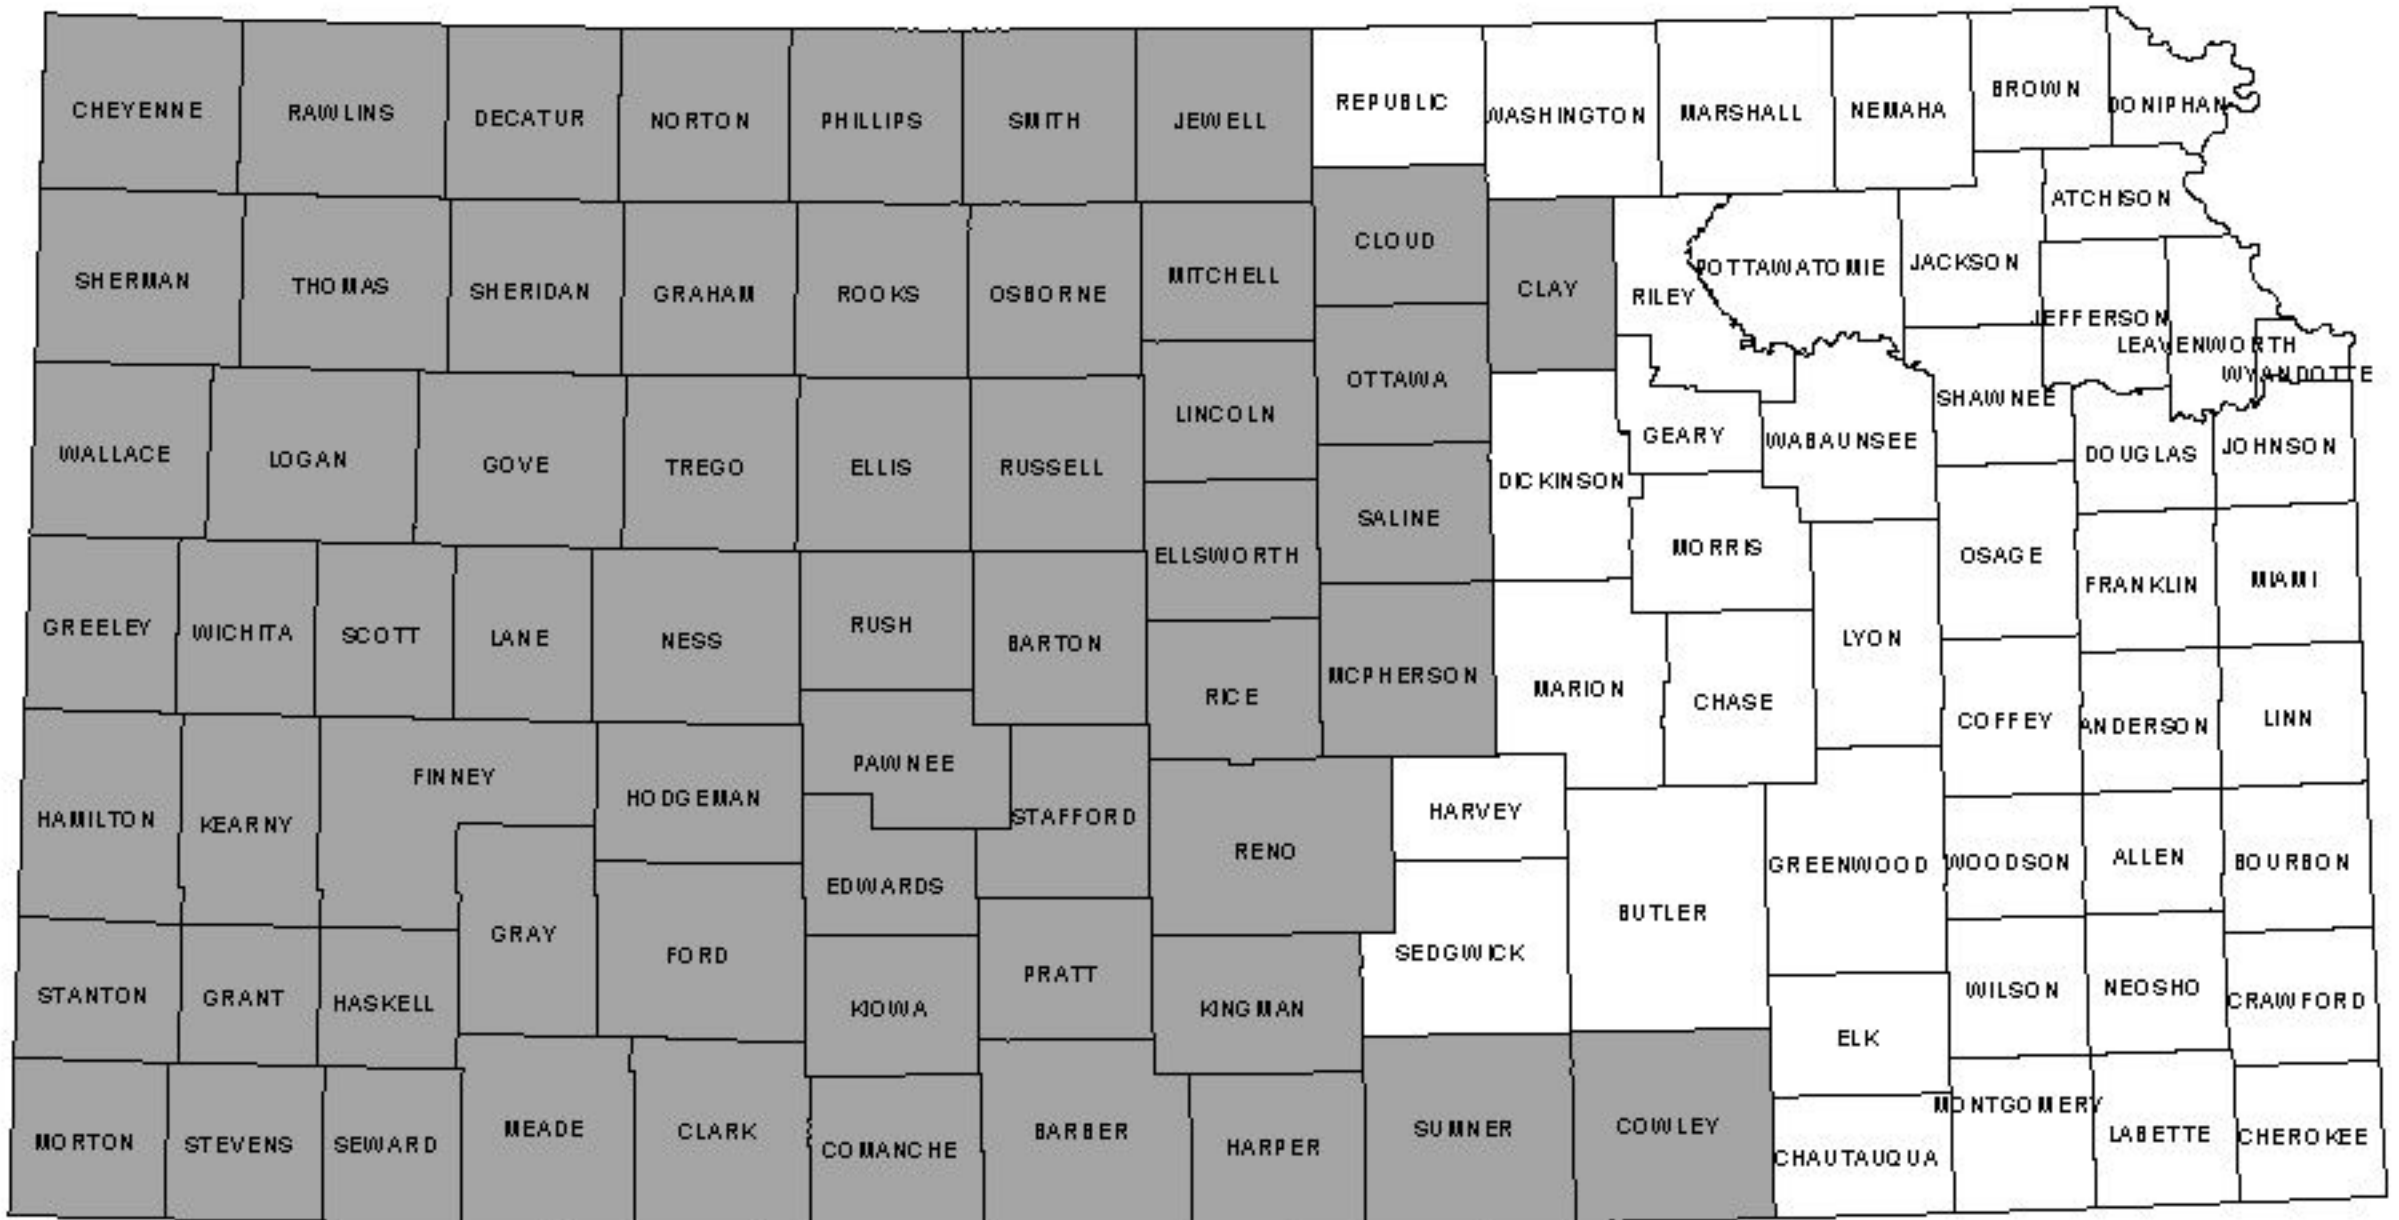 CHEYENNE
RAWLINS
DECATUR
NORTON
PHILLIPS
SMITH
JEWELL
REPUBLIC
WASHINGTON
MARSHALL
NEMAHA
BROWN
DONIPHAN
ATCHISON
SHERMAN
THOMAS
SHERIDAN
GRAHAM
ROOKS
OSBORNE
MITCHELL
CLOUD
CLAY
RILEY
POTTAWATOMIE
JACKSON
JEFFERSON
LEAVENWORTH
WYANDOTTE
WALLACE
LOGAN
GOVE
TREGO
ELLIS
RUSSELL
LINCOLN
OTTAWA
DICKINSON
GEARY
WABAUNSEE
SHAWNEE
DOUGLAS
JOHNSON
ELLSWORTH
SALINE
MORRIS
OSAGE
FRANKLIN
MIAMI
GREELEY
WICHITA
SCOTT
LANE
NESS
RUSH
BARTON
RICE
MCPHERSON
MARION
CHASE
LYON
COFFEY
ANDERSON
LINN
HAMILTON
KEARNY
FINNEY
HODGEMAN
PAWNEE
STAFFORD
RENO
HARVEY
BUTLER
GREENWOOD
WOODSON
ALLEN
BOURBON
GRAY
FORD
EDWARDS
SEDGWICK
STANTON
GRANT
HASKELL
KIOWA
PRATT
KINGMAN
ELK
WILSON
NEOSHO
CRAWFORD
MORTON
STEVENS
SEWARD
MEADE
CLARK
COMANCHE
BARBER
HARPER
SUMNER
COWLEY
CHAUTAUQUA
MONTGOMERY
LABETTE
CHEROKEE